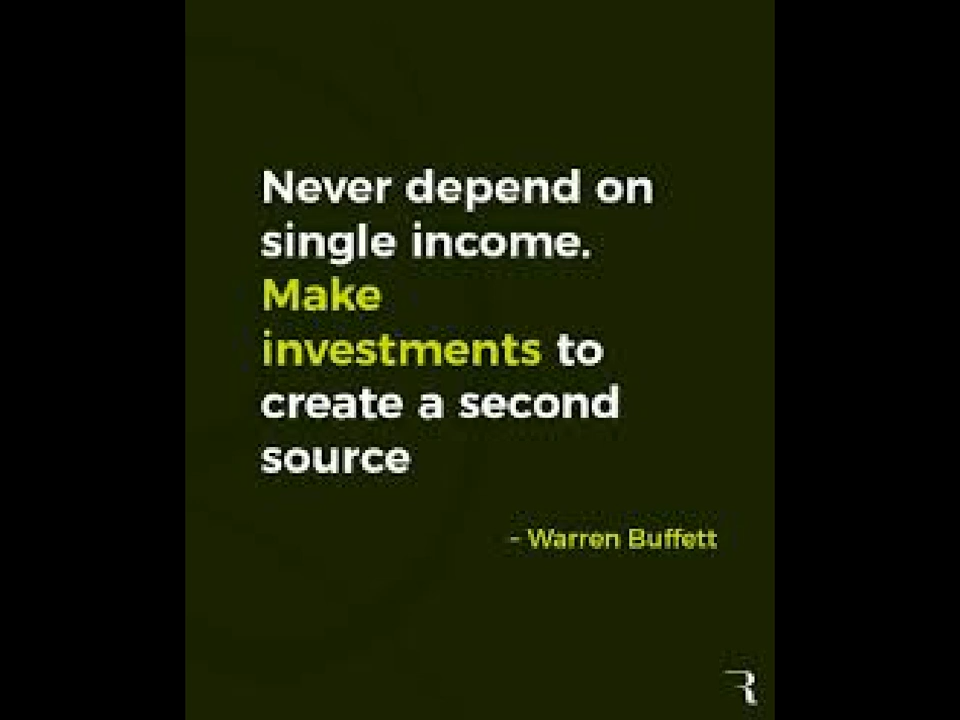 Never depend on
single income.
Make
investments to
create a second
source
- Warren Buffett
R